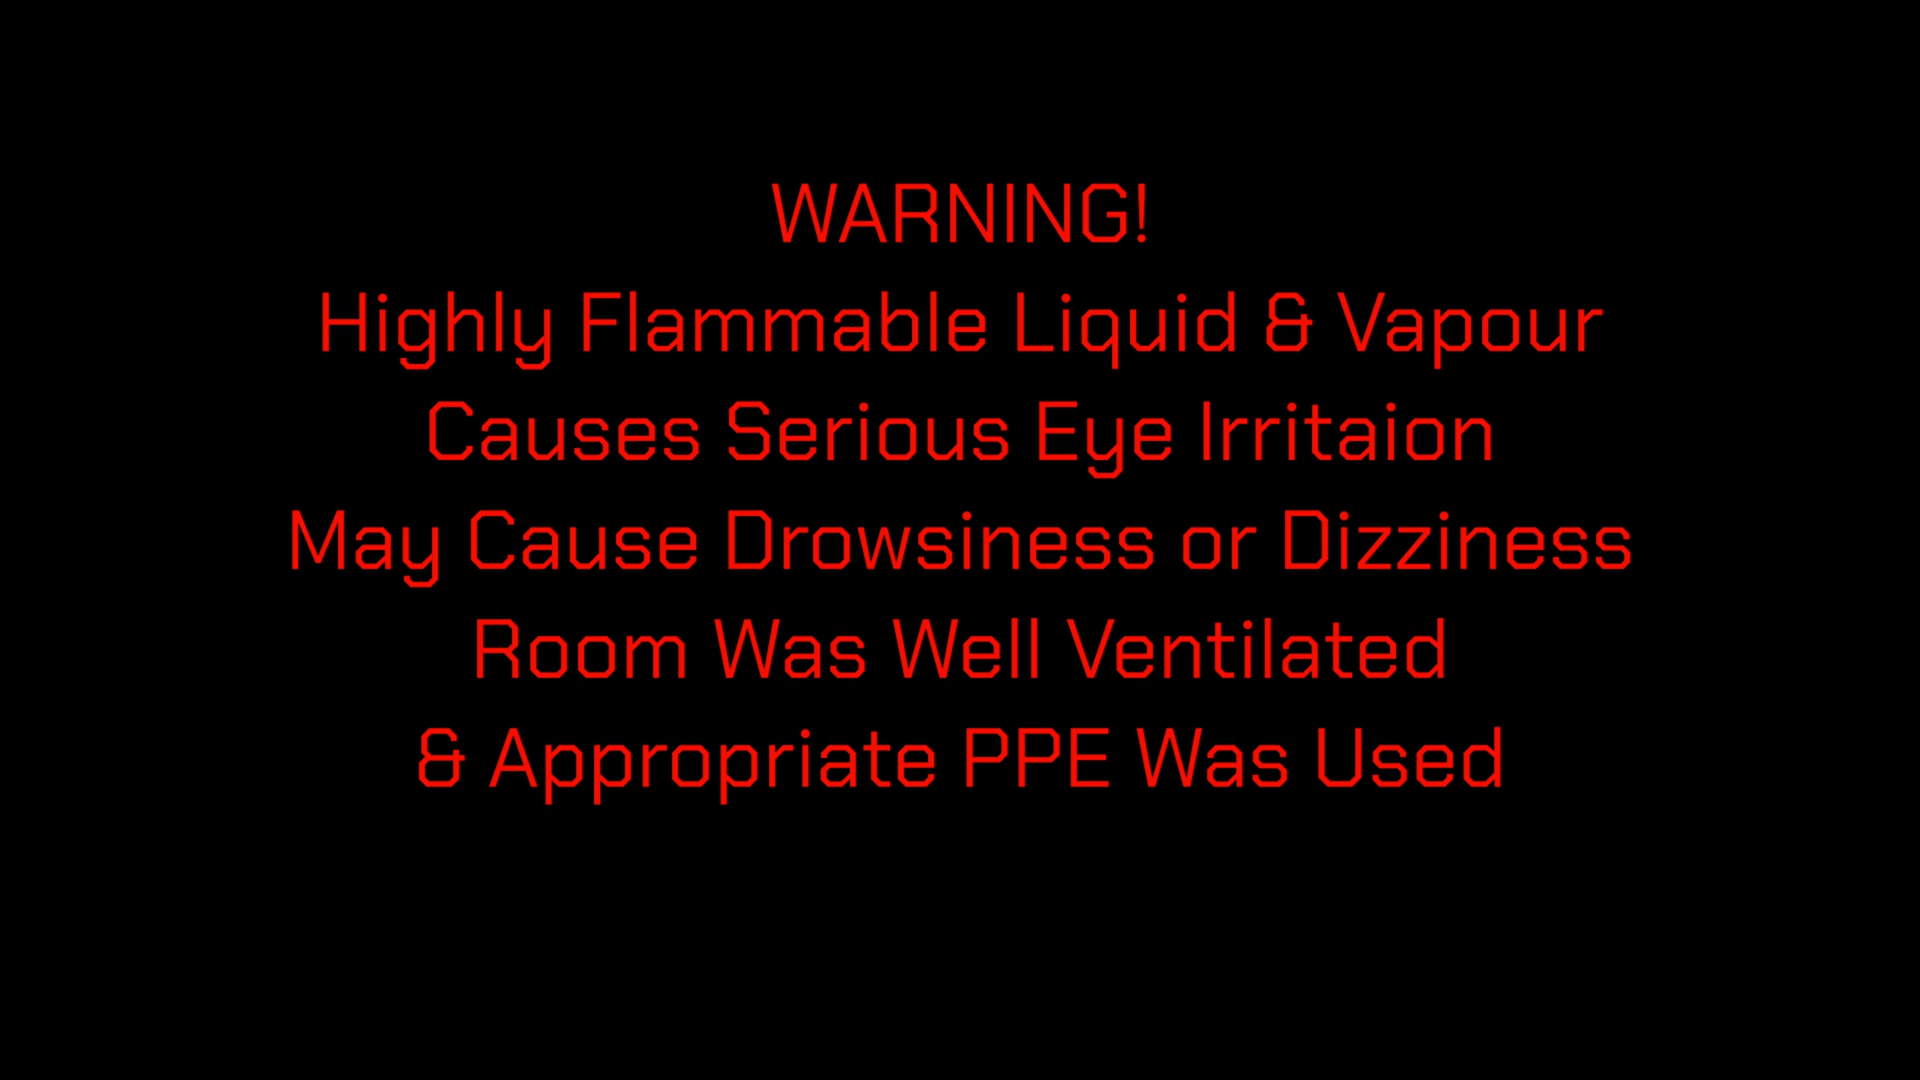 WARNING!
Highly Flammable Liquid & Vapour
Causes Serious Eye Irritaion
May Cause Drowsiness or Dizziness
Room Was Well Ventilated
& Appropriate PPE Was Used